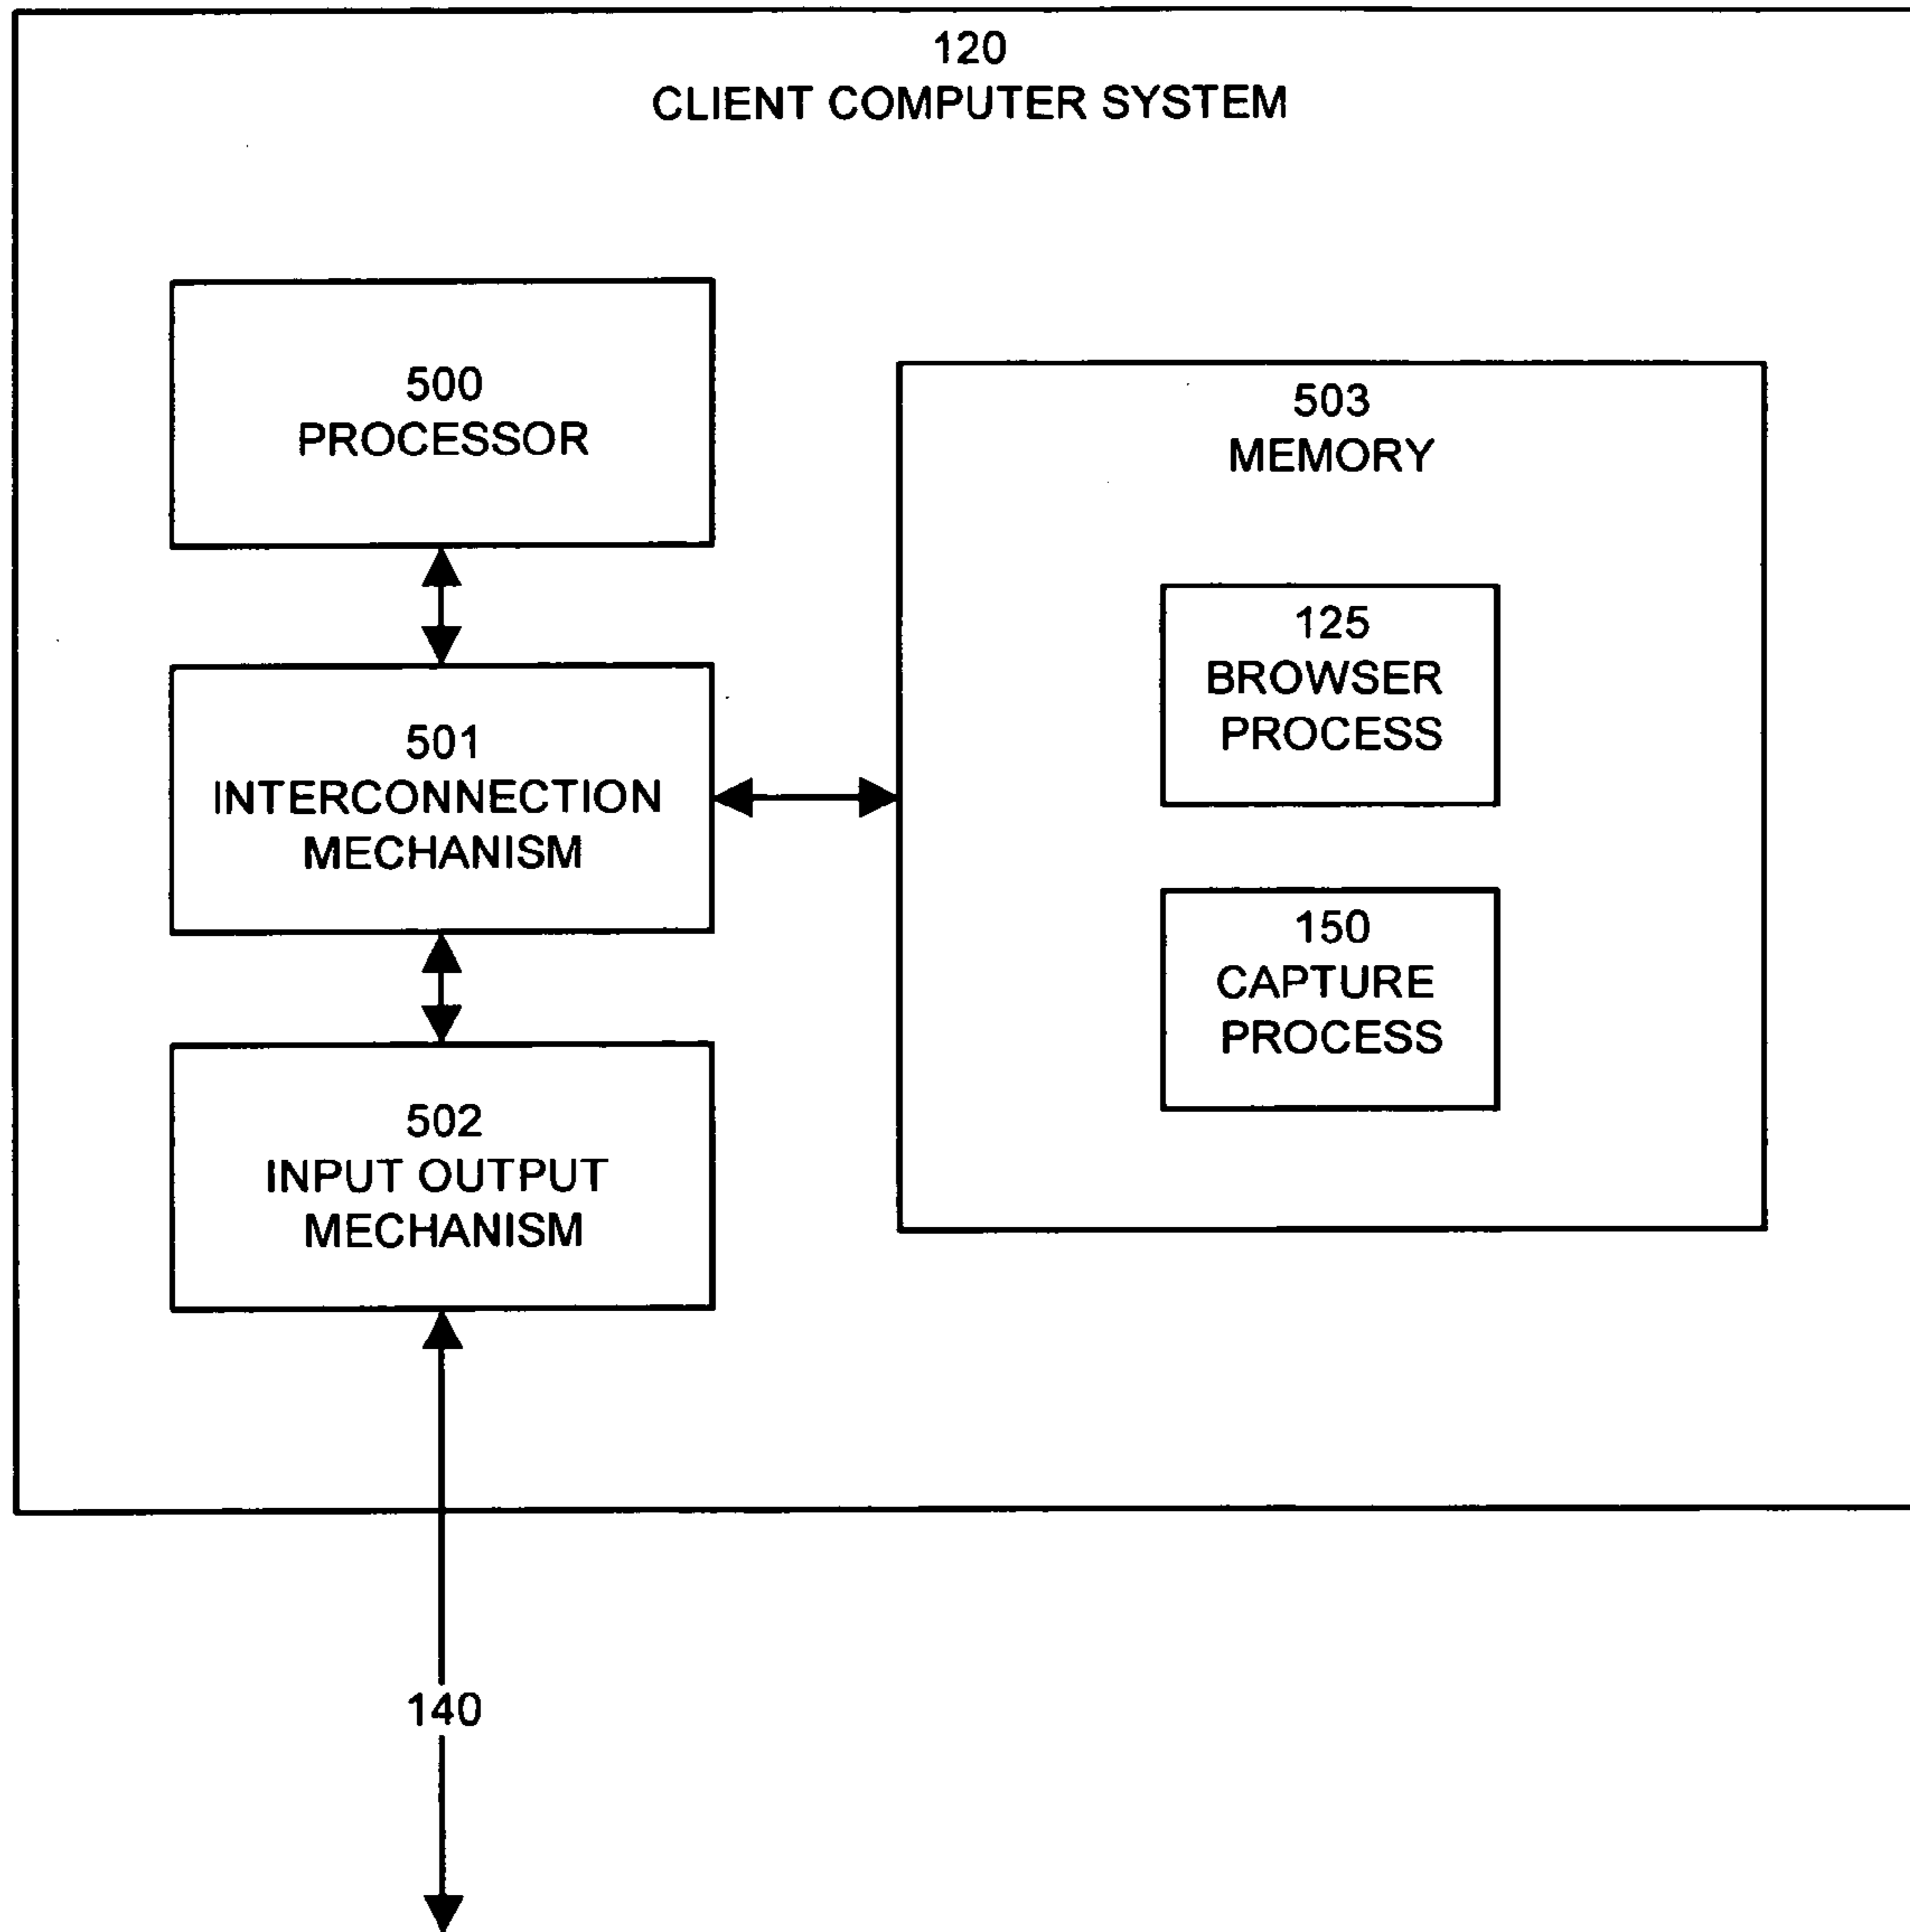 120
CLIENT COMPUTER SYSTEM
500
PROCESSOR
501
INTERCONNECTION
MECHANISM
502
INPUT OUTPUT
MECHANISM
503
MEMORY
125
BROWSER
PROCESS
150
CAPTURE
PROCESS
140